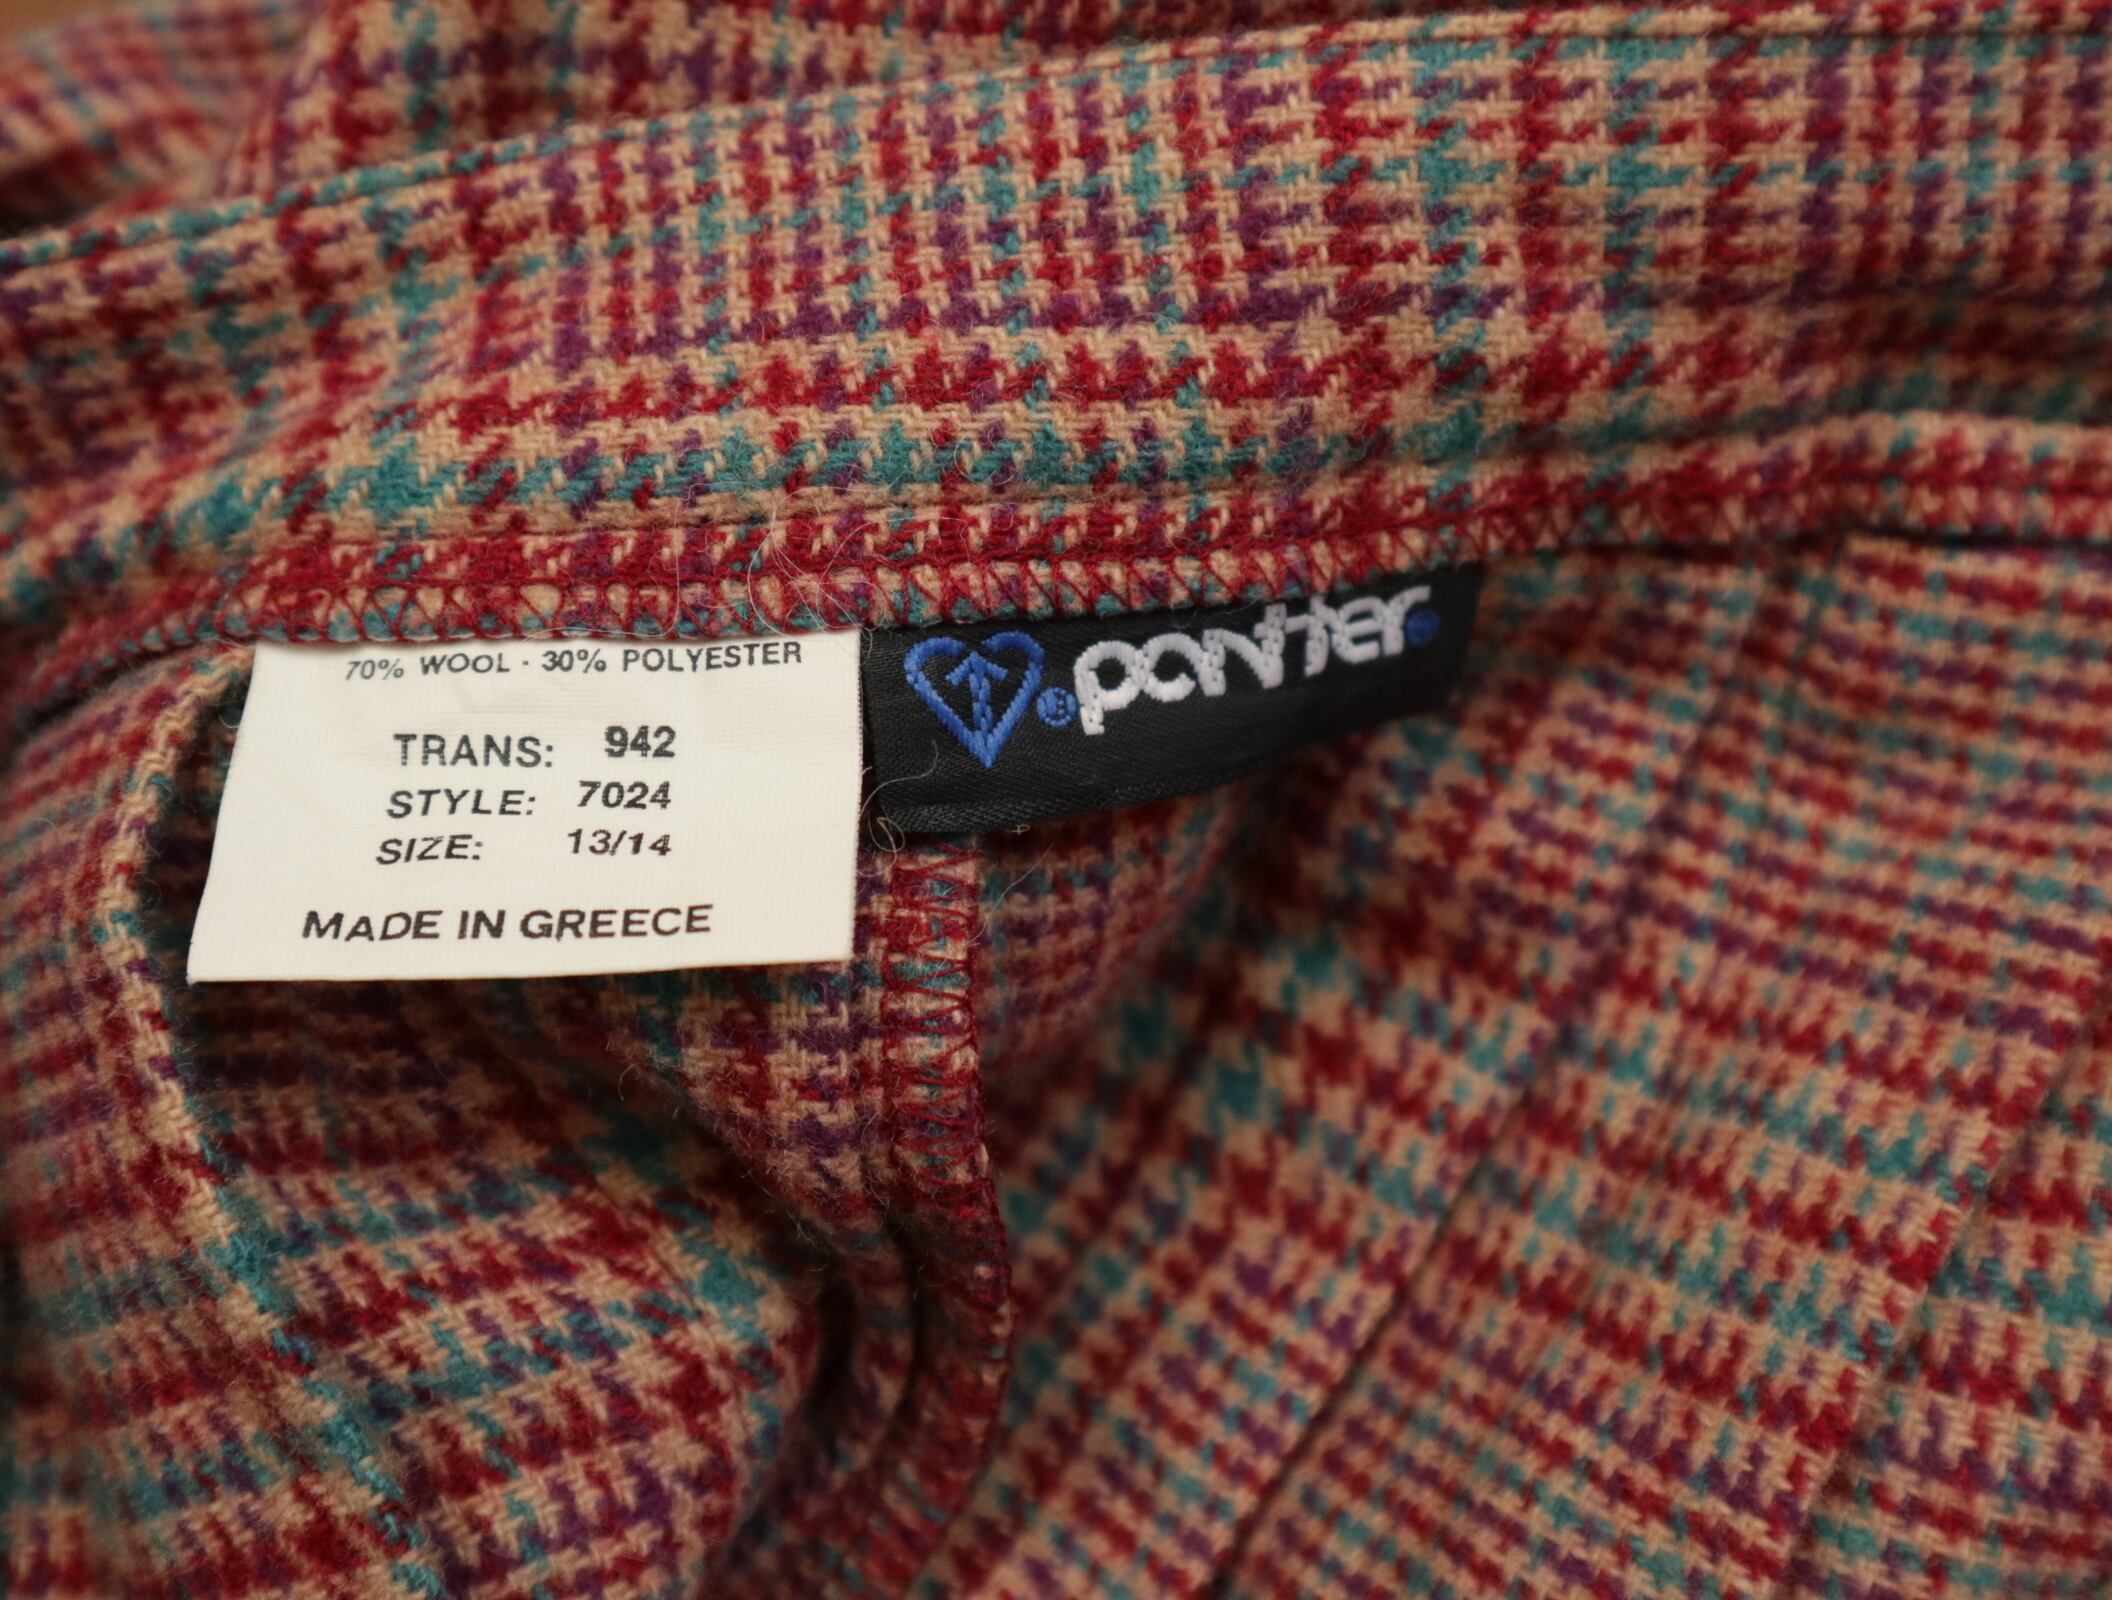 70% WOOL · 30% POLYESTER
TRANS: 942
STYLE: 7024
SIZE: 13/14
MADE IN GREECE
® panter®